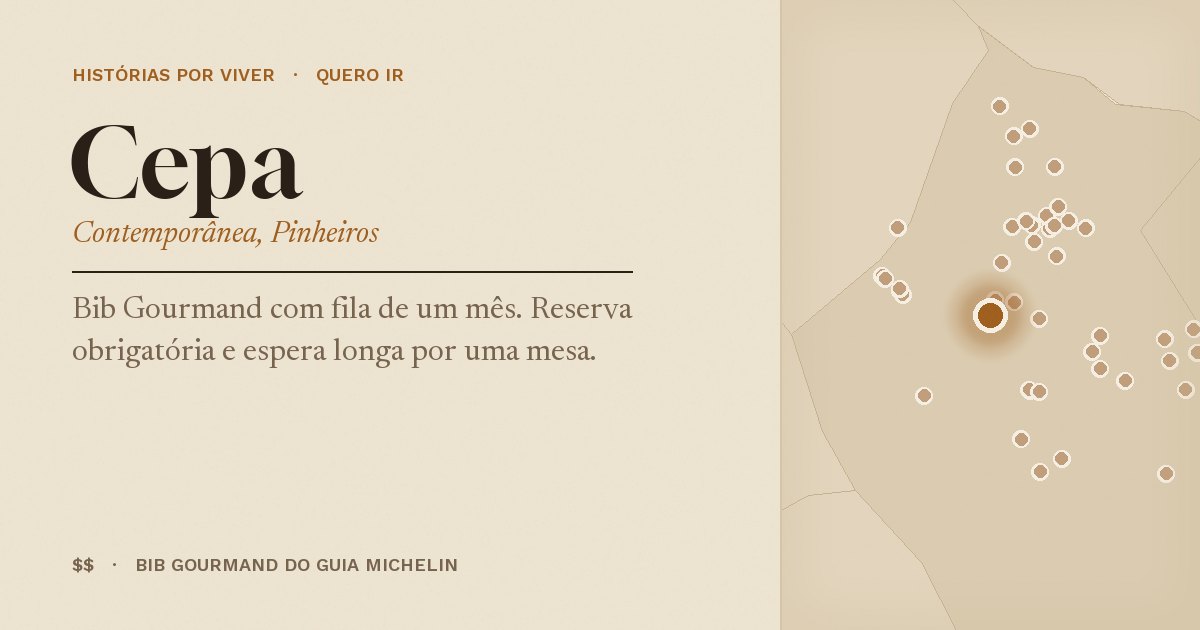 HISTÓRIAS POR VIVER · QUERO IR
Cepa
Contemporânea, Pinheiros
Bib Gourmand com fila de um mês. Reserva
obrigatória e espera longa por uma mesa.
$$ · BIB GOURMAND DO GUIA MICHELIN